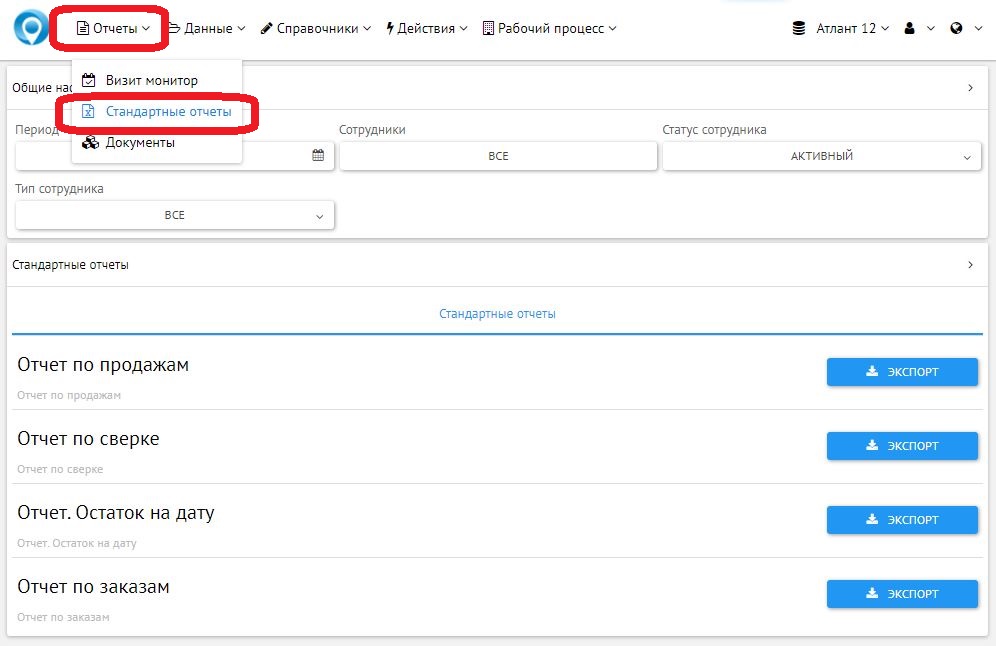 Отчеты Данные Справочники Действия Рабочий процесс Атлант 12
Визит монитор
Общие нас
Стандартные отчеты
Документы
Период Сотрудники Статус сотрудника
ВСЕ АКТИВНЫЙ
Тип сотрудника
ВСЕ
Стандартные отчеты
Стандартные отчеты
Отчет по продажам
ЭКСПОРТ
Отчет по продажам
Отчет по сверке
ЭКСПОРТ
Отчет по сверке
Отчет. Остаток на дату
ЭКСПОРТ
Отчет. Остаток на дату
Отчет по заказам
ЭКСПОРТ
Отчет по заказам